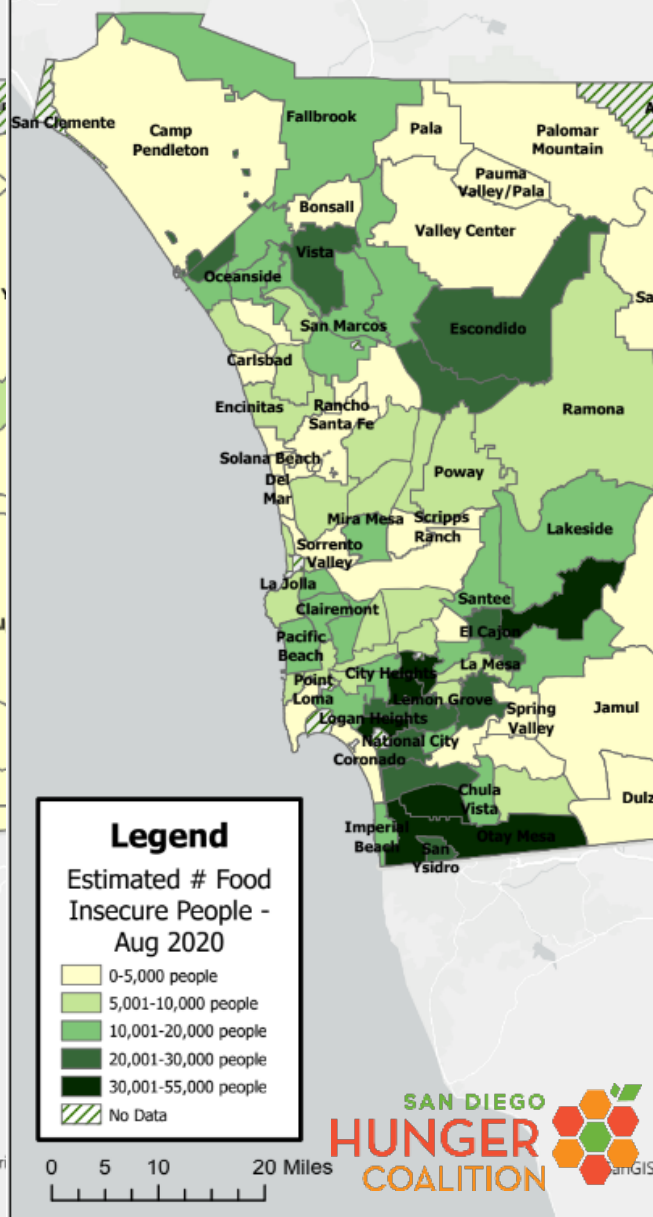 San Clemente
Camp
Pendleton
Fallbrook
Pala
Palomar
Mountain
Pauma
Valley/Pala
Bonsall
Valley Center
Vista
Oceanside
San Marcos
Escondido
Carlsbad
Encinitas
Rancho
Santa Fe
Ramona
Solana Beach
Del
Mar
Poway
Mira Mesa
Scripps
Ranch
Lakeside
Sorrento
Valley
La Jolla
Santee
Clairemont
El Cajon
Pacific
Beach
La Mesa
City Heights
Point
Loma
Lemon Grove
Spring
Valley
Jamul
Logan Heights
National City
Coronado
Chula
Vista
Dulz
Imperial
Beach
Otay Mesa
San
Ysidro
Legend
Estimated # Food
Insecure People -
Aug 2020
0-5,000 people
5,001-10,000 people
10,001-20,000 people
20,001-30,000 people
30,001-55,000 people
No Data
SAN DIEGO
HUNGER
COALITION
0 5 10 20 Miles